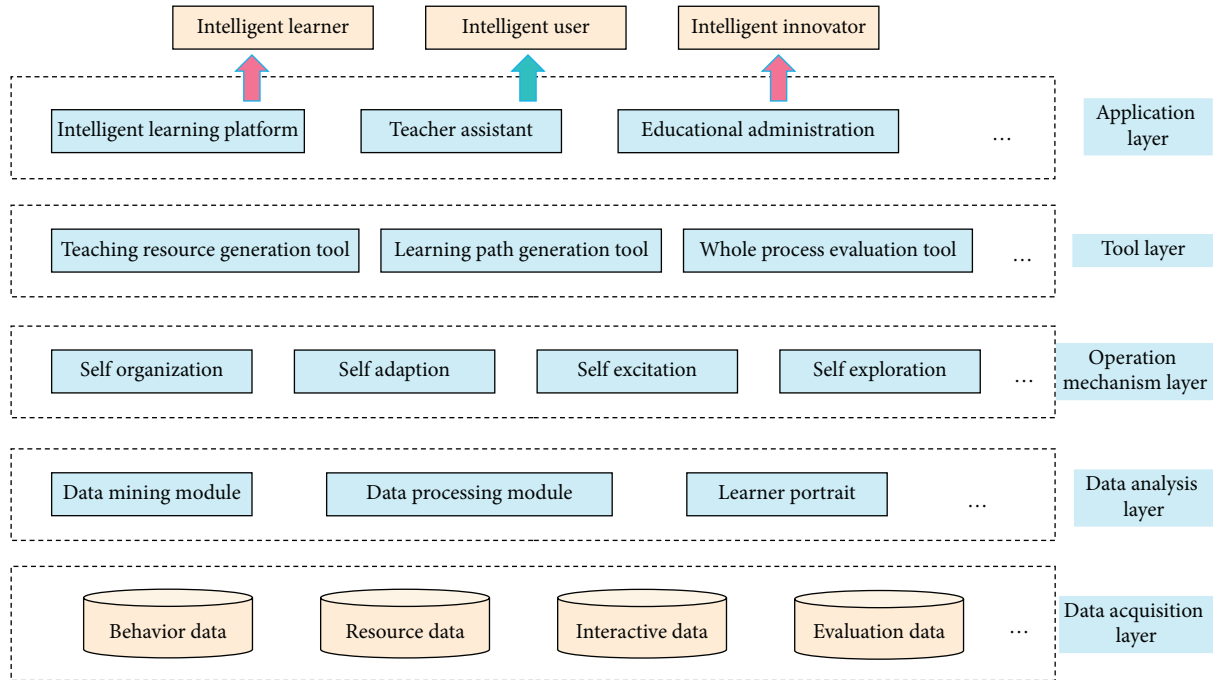 Intelligent learner
Intelligent user
Intelligent innovator
Intelligent learning platform
Teacher assistant
Educational administration
...
Application
layer
Teaching resource generation tool
Learning path generation tool
Whole process evaluation tool
...
Tool layer
Self organization
Self adaption
Self excitation
Self exploration
...
Operation
mechanism layer
Data mining module
Data processing module
Learner portrait
...
Data analysis
layer
Behavior data
Resource data
Interactive data
Evaluation data
...
Data acquisition
layer